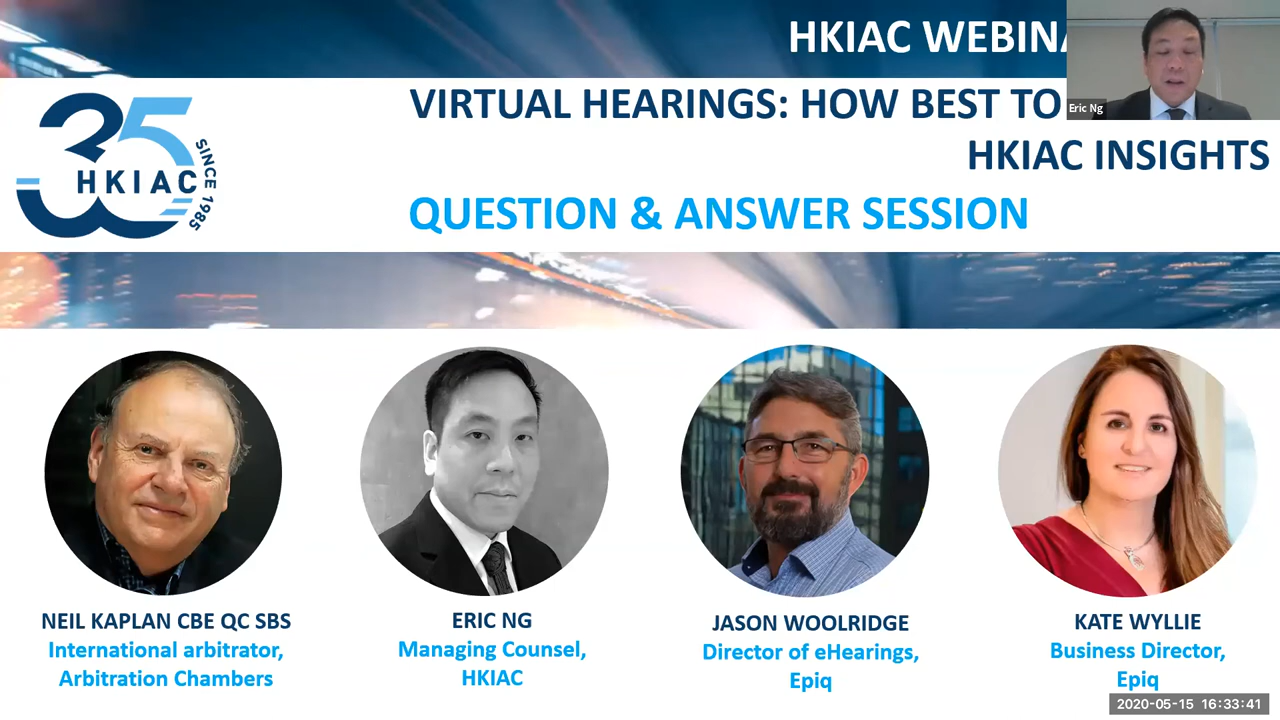 HKIAC WEBINA
Eric Ng
VIRTUAL HEARINGS: HOW BEST TO
HKIAC INSIGHTS
QUESTION & ANSWER SESSION
35
HKIAC
SINCE 1985
NEIL KAPLAN CBE QC SBS
International arbitrator,
Arbitration Chambers
ERIC NG
Managing Counsel,
HKIAC
JASON WOOLRIDGE
Director of eHearings,
Epiq
KATE WYLLIE
Business Director,
Epiq
2020-05-15 16:33:41